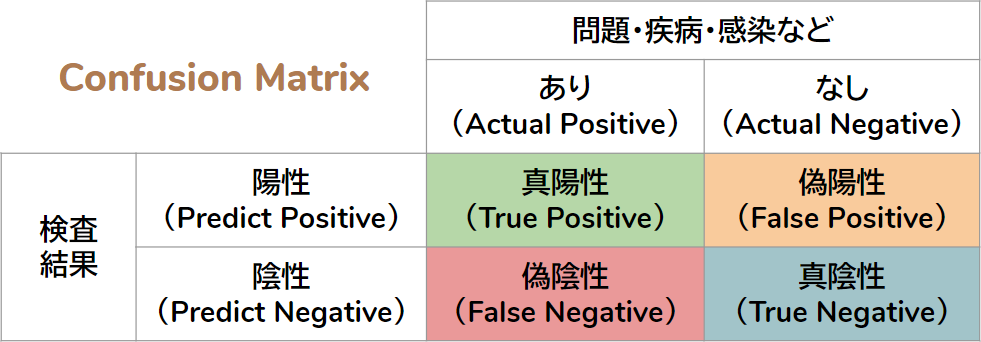 Confusion Matrix
問題・疾病・感染など
あり
（Actual Positive）
なし
（Actual Negative）
検査
結果
陽性
（Predict Positive）
真陽性
（True Positive）
偽陽性
（False Positive）
陰性
（Predict Negative）
偽陰性
（False Negative）
真陰性
（True Negative）